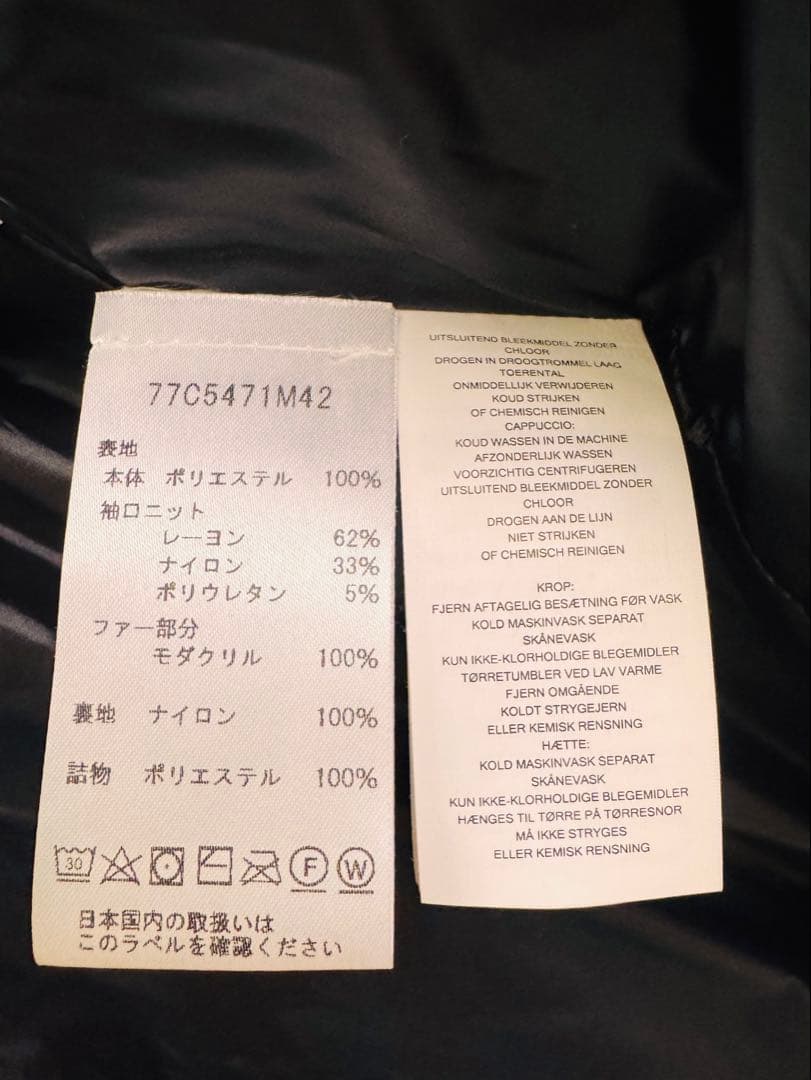 77C5471M42
表地
本体 ポリエステル 100%
袖口ニット
レーヨン 62%
ナイロン 33%
ポリウレタン 5%
ファー部分
モダクリル 100%
裏地 ナイロン 100%
詰物 ポリエステル 100%
30 F W
日本国内の取扱いは
このラベルを確認ください
UITSLUITEND BLEEKMIDDEL ZONDER
CHLOOR
DROGEN IN DROOGTROMMEL LAAG
TOERENTAL
ONMIDDELLIJK VERWIJDEREN
KOUD STRIJKEN
OF CHEMISCH REINIGEN
CAPPUCCIO:
KOUD WASSEN IN DE MACHINE
AFZONDERLIJK WASSEN
VOORZICHTIG CENTRIFUGEREN
UITSLUITEND BLEEKMIDDEL ZONDER
CHLOOR
DROGEN AAN DE LIJN
NIET STRIJKEN
OF CHEMISCH REINIGEN
KROP:
FJERN AFTAGELIG BESÆTNING FØR VASK
KOLD MASKINVASK SEPARAT
SKÅNEVASK
KUN IKKE-KLORHOLDIGE BLEGEMIDLER
TØRRETUMBLER VED LAV VARME
FJERN OMGÅENDE
KOLDT STRYGEJERN
ELLER KEMISK RENSNING
HÆTTE:
KOLD MASKINVASK SEPARAT
SKÅNEVASK
KUN IKKE-KLORHOLDIGE BLEGEMIDLER
HÆNGES TIL TØRRE PÅ TØRRESNOR
MÅ IKKE STRYGES
ELLER KEMISK RENSNING